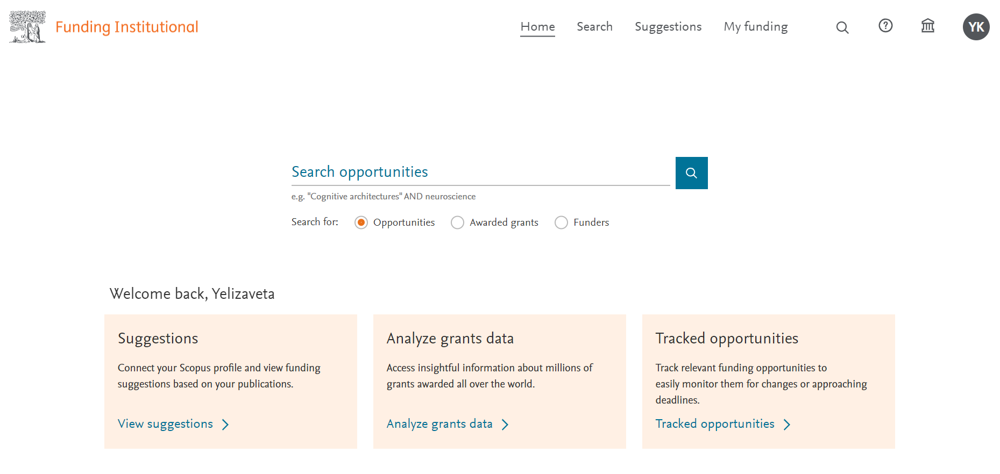 Funding Institutional
Home Search Suggestions My funding
YK
Search opportunities
e.g. "Cognitive architectures" AND neuroscience
Search for: Opportunities Awarded grants Funders
Welcome back, Yelizaveta
Suggestions
Connect your Scopus profile and view funding
suggestions based on your publications.
View suggestions
Analyze grants data
Access insightful information about millions of
grants awarded all over the world.
Analyze grants data
Tracked opportunities
Track relevant funding opportunities to
easily monitor them for changes or approaching
deadlines.
Tracked opportunities